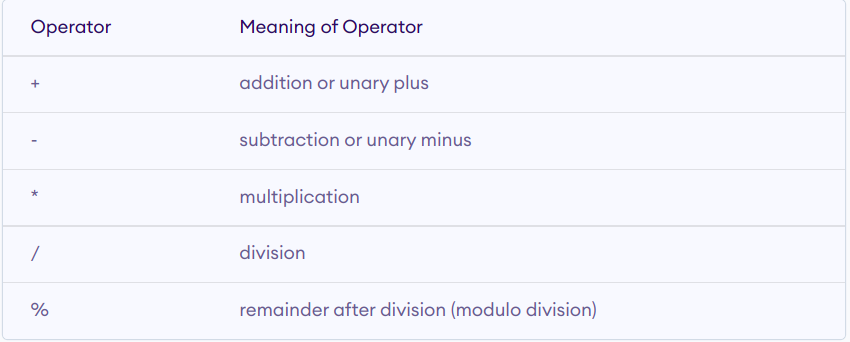 Operator Meaning of Operator
+ addition or unary plus
- subtraction or unary minus
* multiplication
/ division
% remainder after division (modulo division)